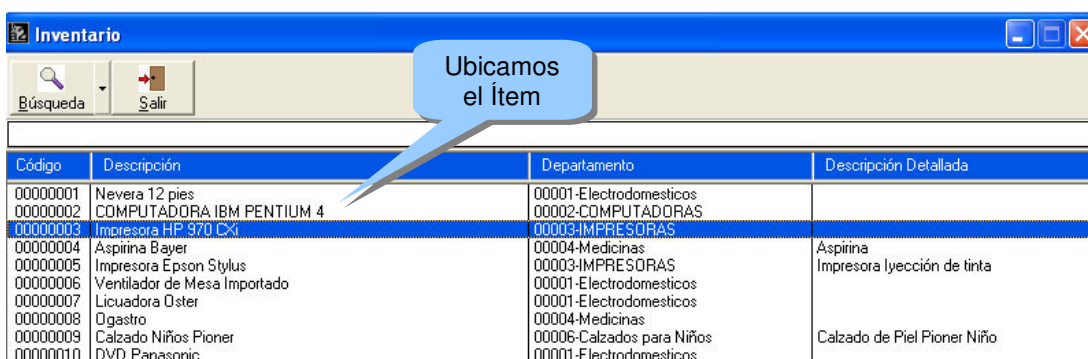 Inventario
Ubicamos
el Ítem
Búsqueda Salir
Código Descripción Departamento Descripción Detallada
00000001 Nevera 12 pies 00001-Electrodomesticos
00000002 COMPUTADORA IBM PENTIUM 4 00002-COMPUTADORAS
00000003 Impresora HP 970 CXi 00003-IMPRESORAS
00000004 Aspirina Bayer 00004-Medicinas Aspirina
00000005 Impresora Epson Stylus 00003-IMPRESORAS Impresora Iyección de tinta
00000006 Ventilador de Mesa Importado 00001-Electrodomesticos
00000007 Licuadora Oster 00001-Electrodomesticos
00000008 Ogastro 00004-Medicinas
00000009 Calzado Niños Pioner 00006-Calzados para Niños Calzado de Piel Pioner Niño
00000010 DVD Panasonic 00001-Electrodomesticos